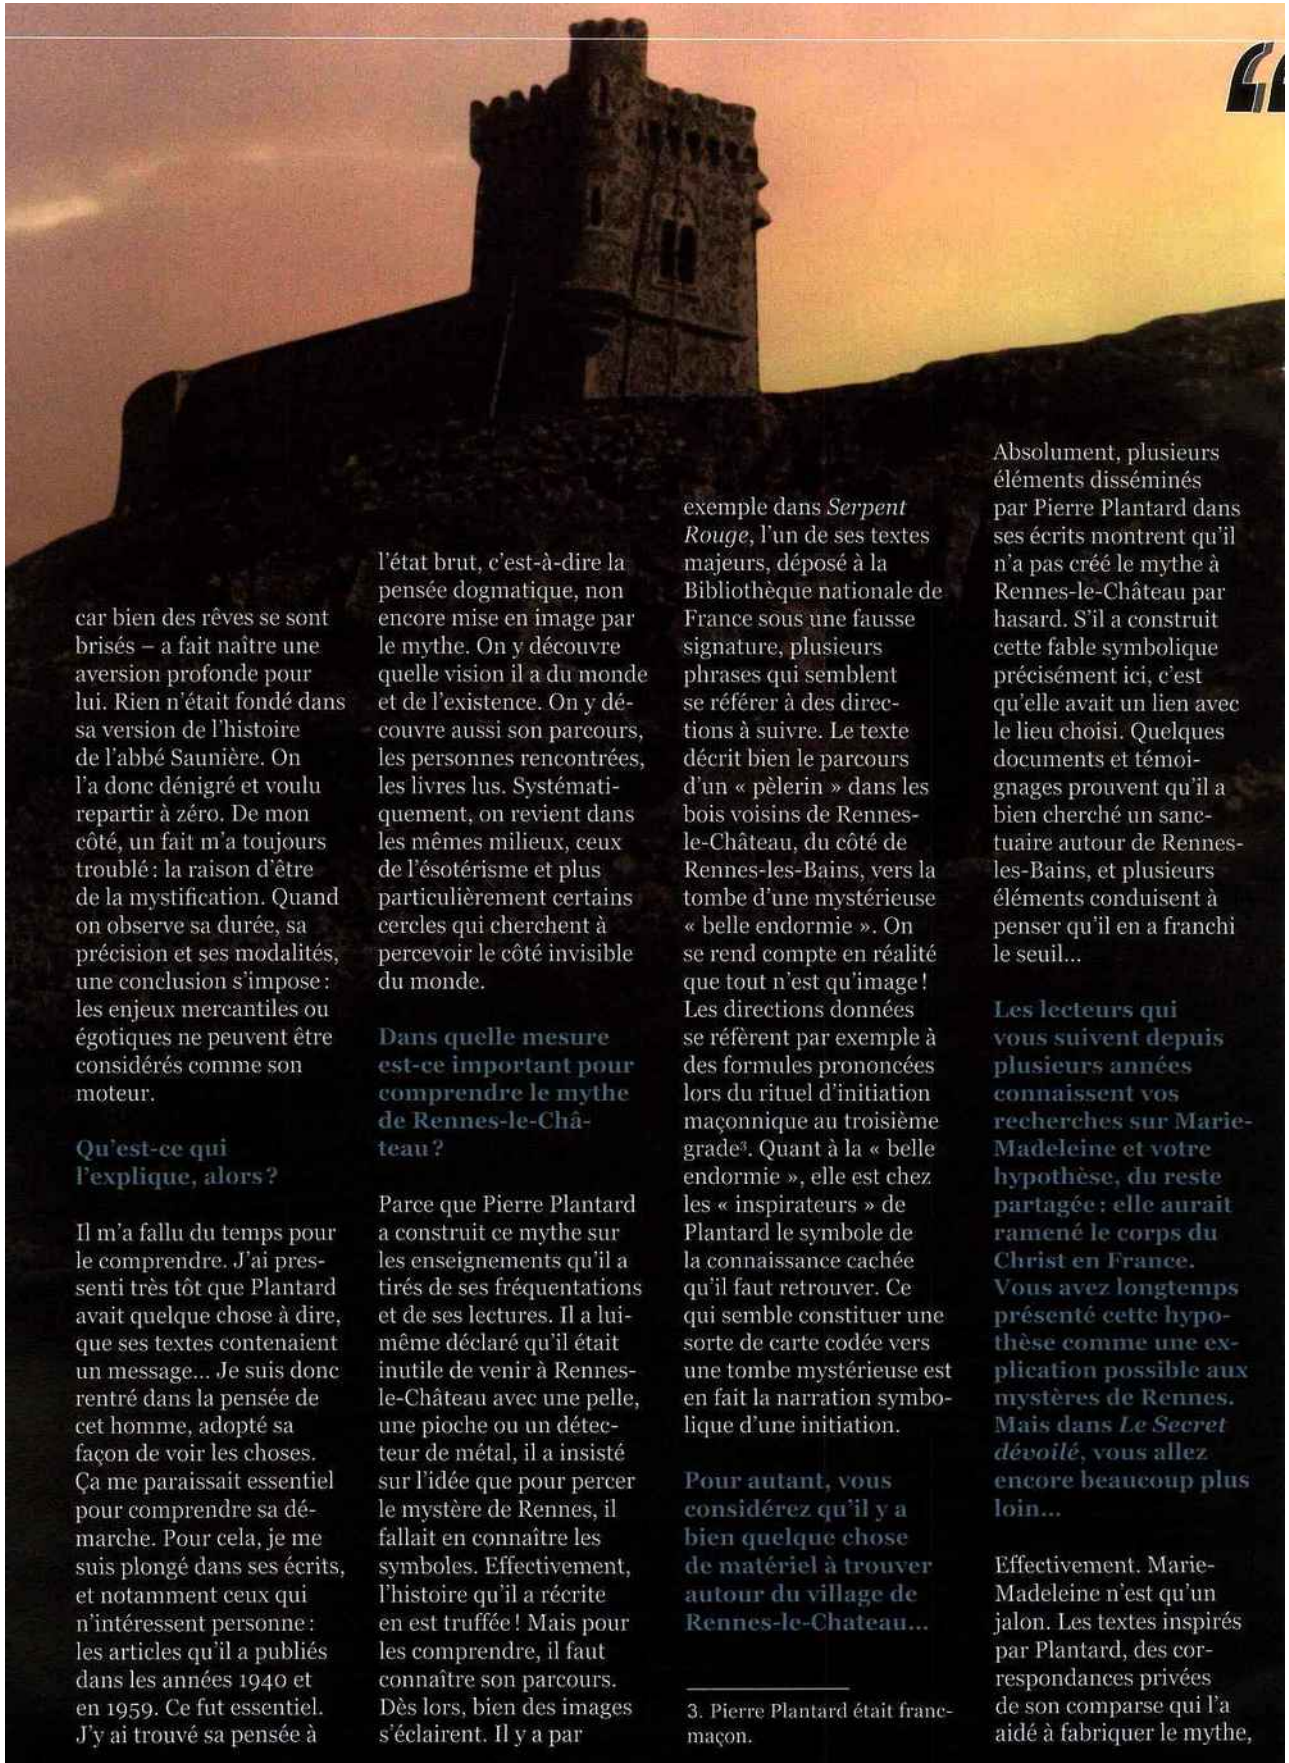 “
car bien des rêves se sont
brisés – a fait naître une
aversion profonde pour
lui. Rien n'était fondé dans
sa version de l'histoire
de l'abbé Saunière. On
l'a donc dénigré et voulu
repartir à zéro. De mon
côté, un fait m'a toujours
troublé : la raison d'être
de la mystification. Quand
on observe sa durée, sa
précision et ses modalités,
une conclusion s'impose :
les enjeux mercantiles ou
égotiques ne peuvent être
considérés comme son
moteur.
Qu'est-ce qui
l'explique, alors ?
Il m'a fallu du temps pour
le comprendre. J'ai pres-
senti très tôt que Plantard
avait quelque chose à dire,
que ses textes contenaient
un message... Je suis donc
rentré dans la pensée de
cet homme, adopté sa
façon de voir les choses.
Ça me paraissait essentiel
pour comprendre sa dé-
marche. Pour cela, je me
suis plongé dans ses écrits,
et notamment ceux qui
n'intéressent personne :
les articles qu'il a publiés
dans les années 1940 et
en 1959. Ce fut essentiel.
J'y ai trouvé sa pensée à
l'état brut, c'est-à-dire la
pensée dogmatique, non
encore mise en image par
le mythe. On y découvre
quelle vision il a du monde
et de l'existence. On y dé-
couvre aussi son parcours,
les personnes rencontrées,
les livres lus. Systémati-
quement, on revient dans
les mêmes milieux, ceux
de l'ésotérisme et plus
particulièrement certains
cercles qui cherchent à
percevoir le côté invisible
du monde.
Dans quelle mesure
est-ce important pour
comprendre le mythe
de Rennes-le-Châ-
teau ?
Parce que Pierre Plantard
a construit ce mythe sur
les enseignements qu'il a
tirés de ses fréquentations
et de ses lectures. Il a lui-
même déclaré qu'il était
inutile de venir à Rennes-
le-Château avec une pelle,
une pioche ou un détec-
teur de métal, il a insisté
sur l'idée que pour percer
le mystère de Rennes, il
fallait en connaître les
symboles. Effectivement,
l'histoire qu'il a récrite
en est truffée ! Mais pour
les comprendre, il faut
connaître son parcours.
Dès lors, bien des images
s'éclairent. Il y a par
exemple dans Serpent
Rouge, l'un de ses textes
majeurs, déposé à la
Bibliothèque nationale de
France sous une fausse
signature, plusieurs
phrases qui semblent
se référer à des direc-
tions à suivre. Le texte
décrit bien le parcours
d'un « pèlerin » dans les
bois voisins de Rennes-
le-Château, du côté de
Rennes-les-Bains, vers la
tombe d'une mystérieuse
« belle endormie ». On
se rend compte en réalité
que tout n'est qu'image !
Les directions données
se réfèrent par exemple à
des formules prononcées
lors du rituel d'initiation
maçonnique au troisième
grade³. Quant à la « belle
endormie », elle est chez
les « inspirateurs » de
Plantard le symbole de
la connaissance cachée
qu'il faut retrouver. Ce
qui semble constituer une
sorte de carte codée vers
une tombe mystérieuse est
en fait la narration symbo-
lique d'une initiation.
Pour autant, vous
considérez qu'il y a
bien quelque chose
de matériel à trouver
autour du village de
Rennes-le-Chateau...
3. Pierre Plantard était franc-
maçon.
Absolument, plusieurs
éléments disséminés
par Pierre Plantard dans
ses écrits montrent qu'il
n'a pas créé le mythe à
Rennes-le-Château par
hasard. S'il a construit
cette fable symbolique
précisément ici, c'est
qu'elle avait un lien avec
le lieu choisi. Quelques
documents et témoi-
gnages prouvent qu'il a
bien cherché un sanc-
tuaire autour de Rennes-
les-Bains, et plusieurs
éléments conduisent à
penser qu'il en a franchi
le seuil...
Les lecteurs qui
vous suivent depuis
plusieurs années
connaissent vos
recherches sur Marie-
Madeleine et votre
hypothèse, du reste
partagée : elle aurait
ramené le corps du
Christ en France.
Vous avez longtemps
présenté cette hypo-
thèse comme une ex-
plication possible aux
mystères de Rennes.
Mais dans Le Secret
dévoilé, vous allez
encore beaucoup plus
loin...
Effectivement. Marie-
Madeleine n'est qu'un
jalon. Les textes inspirés
par Plantard, des cor-
respondances privées
de son comparse qui l'a
aidé à fabriquer le mythe,